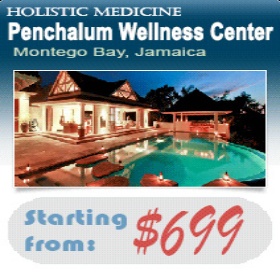 HOLISTIC MEDICINE
Penchalum Wellness Center
Montego Bay, Jamaica
Starting
from: $699